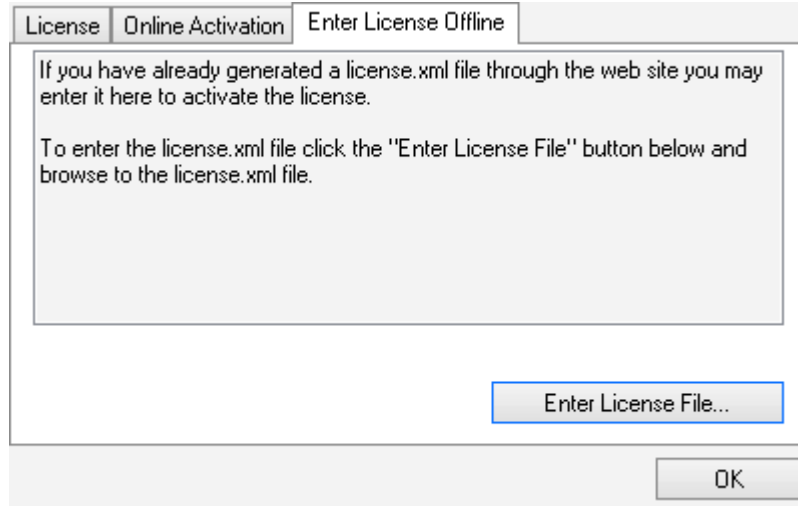 License
Online Activation
Enter License Offline
If you have already generated a license.xml file through the web site you may
enter it here to activate the license.
To enter the license.xml file click the "Enter License File" button below and
browse to the license.xml file.
Enter License File...
OK